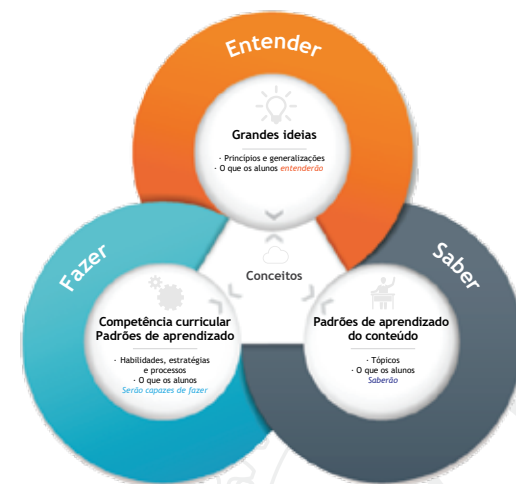 Entender
Grandes ideias
· Princípios e generalizações
· O que os alunos entenderão
Fazer
Saber
Conceitos
Competência curricular
Padrões de aprendizado
· Habilidades, estratégias
e processos
· O que os alunos
Serão capazes de fazer
Padrões de aprendizado
do conteúdo
· Tópicos
· O que os alunos
Saberão